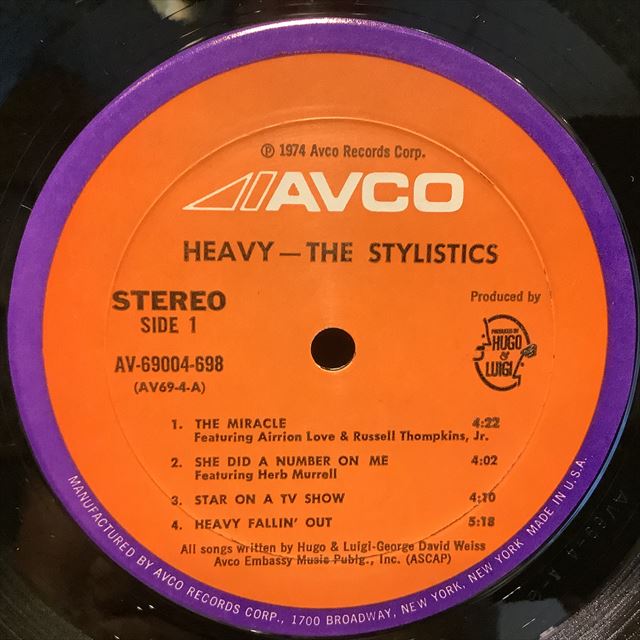 ℗ 1974 Avco Records Corp.
AVCO
HEAVY — THE STYLISTICS
STEREO
SIDE 1
Produced by
PRODUCED BY
HUGO
&
LUIGI
AV-69004-698
(AV69-4-A)
1. THE MIRACLE 4:22
Featuring Airrion Love & Russell Thompkins, Jr.
2. SHE DID A NUMBER ON ME 4:02
Featuring Herb Murrell
3. STAR ON A TV SHOW 4:10
4. HEAVY FALLIN' OUT 5:18
All songs written by Hugo & Luigi-George David Weiss
Avco Embassy Music Publg., Inc. (ASCAP)
MANUFACTURED BY AVCO RECORDS CORP., 1700 BROADWAY, NEW YORK, NEW YORK MADE IN U.S.A.